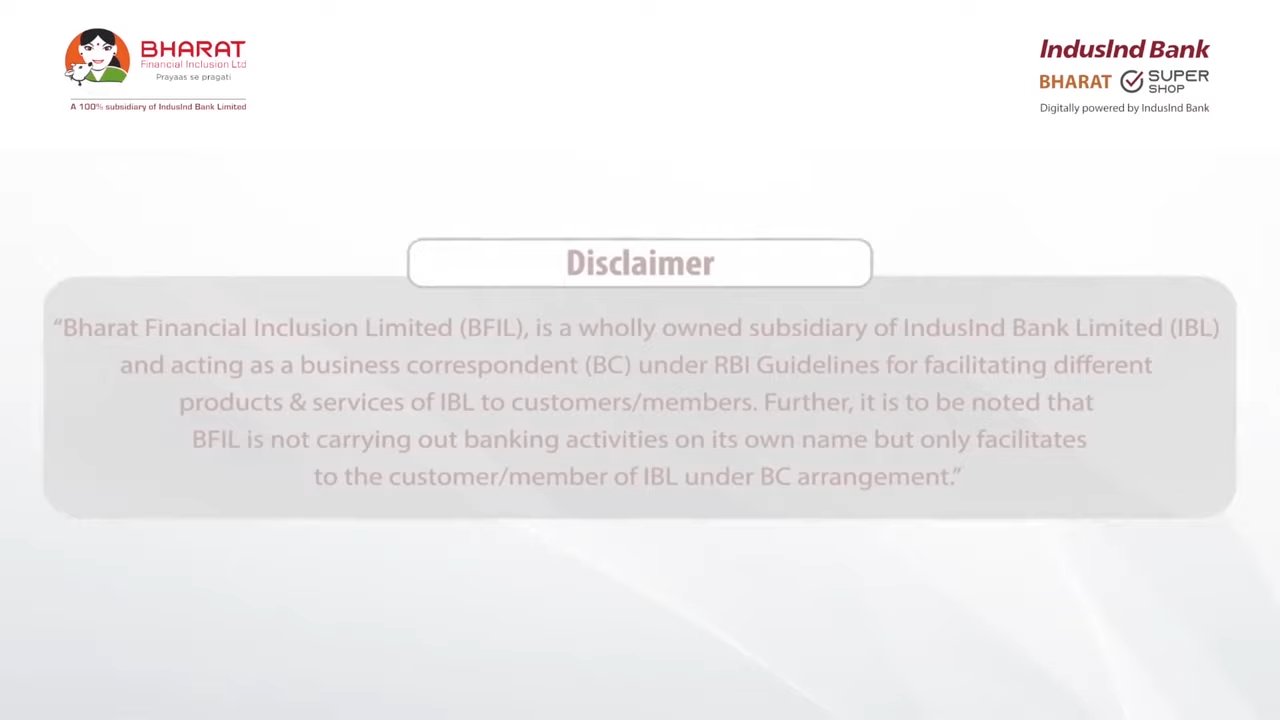 BHARAT
Financial Inclusion Ltd
Prayaas se pragati
A 100% subsidiary of IndusInd Bank Limited
IndusInd Bank
BHARAT SUPER SHOP
Digitally powered by IndusInd Bank
Disclaimer
“Bharat Financial Inclusion Limited (BFIL), is a wholly owned subsidiary of IndusInd Bank Limited (IBL)
and acting as a business correspondent (BC) under RBI Guidelines for facilitating different
products & services of IBL to customers/members. Further, it is to be noted that
BFIL is not carrying out banking activities on its own name but only facilitates
to the customer/member of IBL under BC arrangement.”